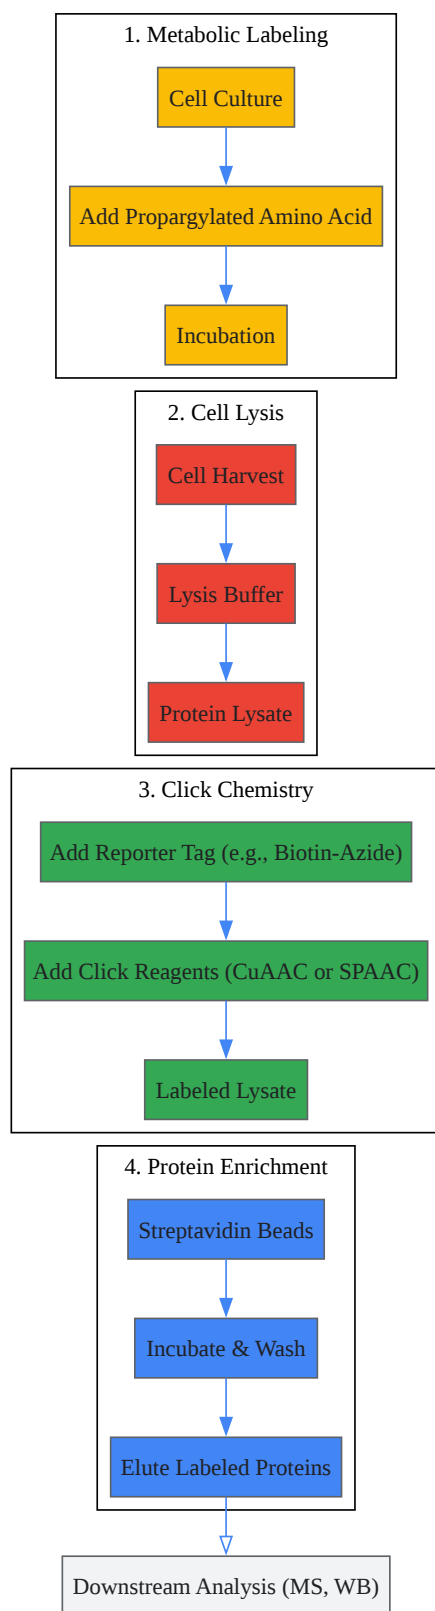 1. Metabolic Labeling
Cell Culture
Add Propargylated Amino Acid
Incubation
2. Cell Lysis
Cell Harvest
Lysis Buffer
Protein Lysate
3. Click Chemistry
Add Reporter Tag (e.g., Biotin-Azide)
Add Click Reagents (CuAAC or SPAAC)
Labeled Lysate
4. Protein Enrichment
Streptavidin Beads
Incubate & Wash
Elute Labeled Proteins
Downstream Analysis (MS, WB)